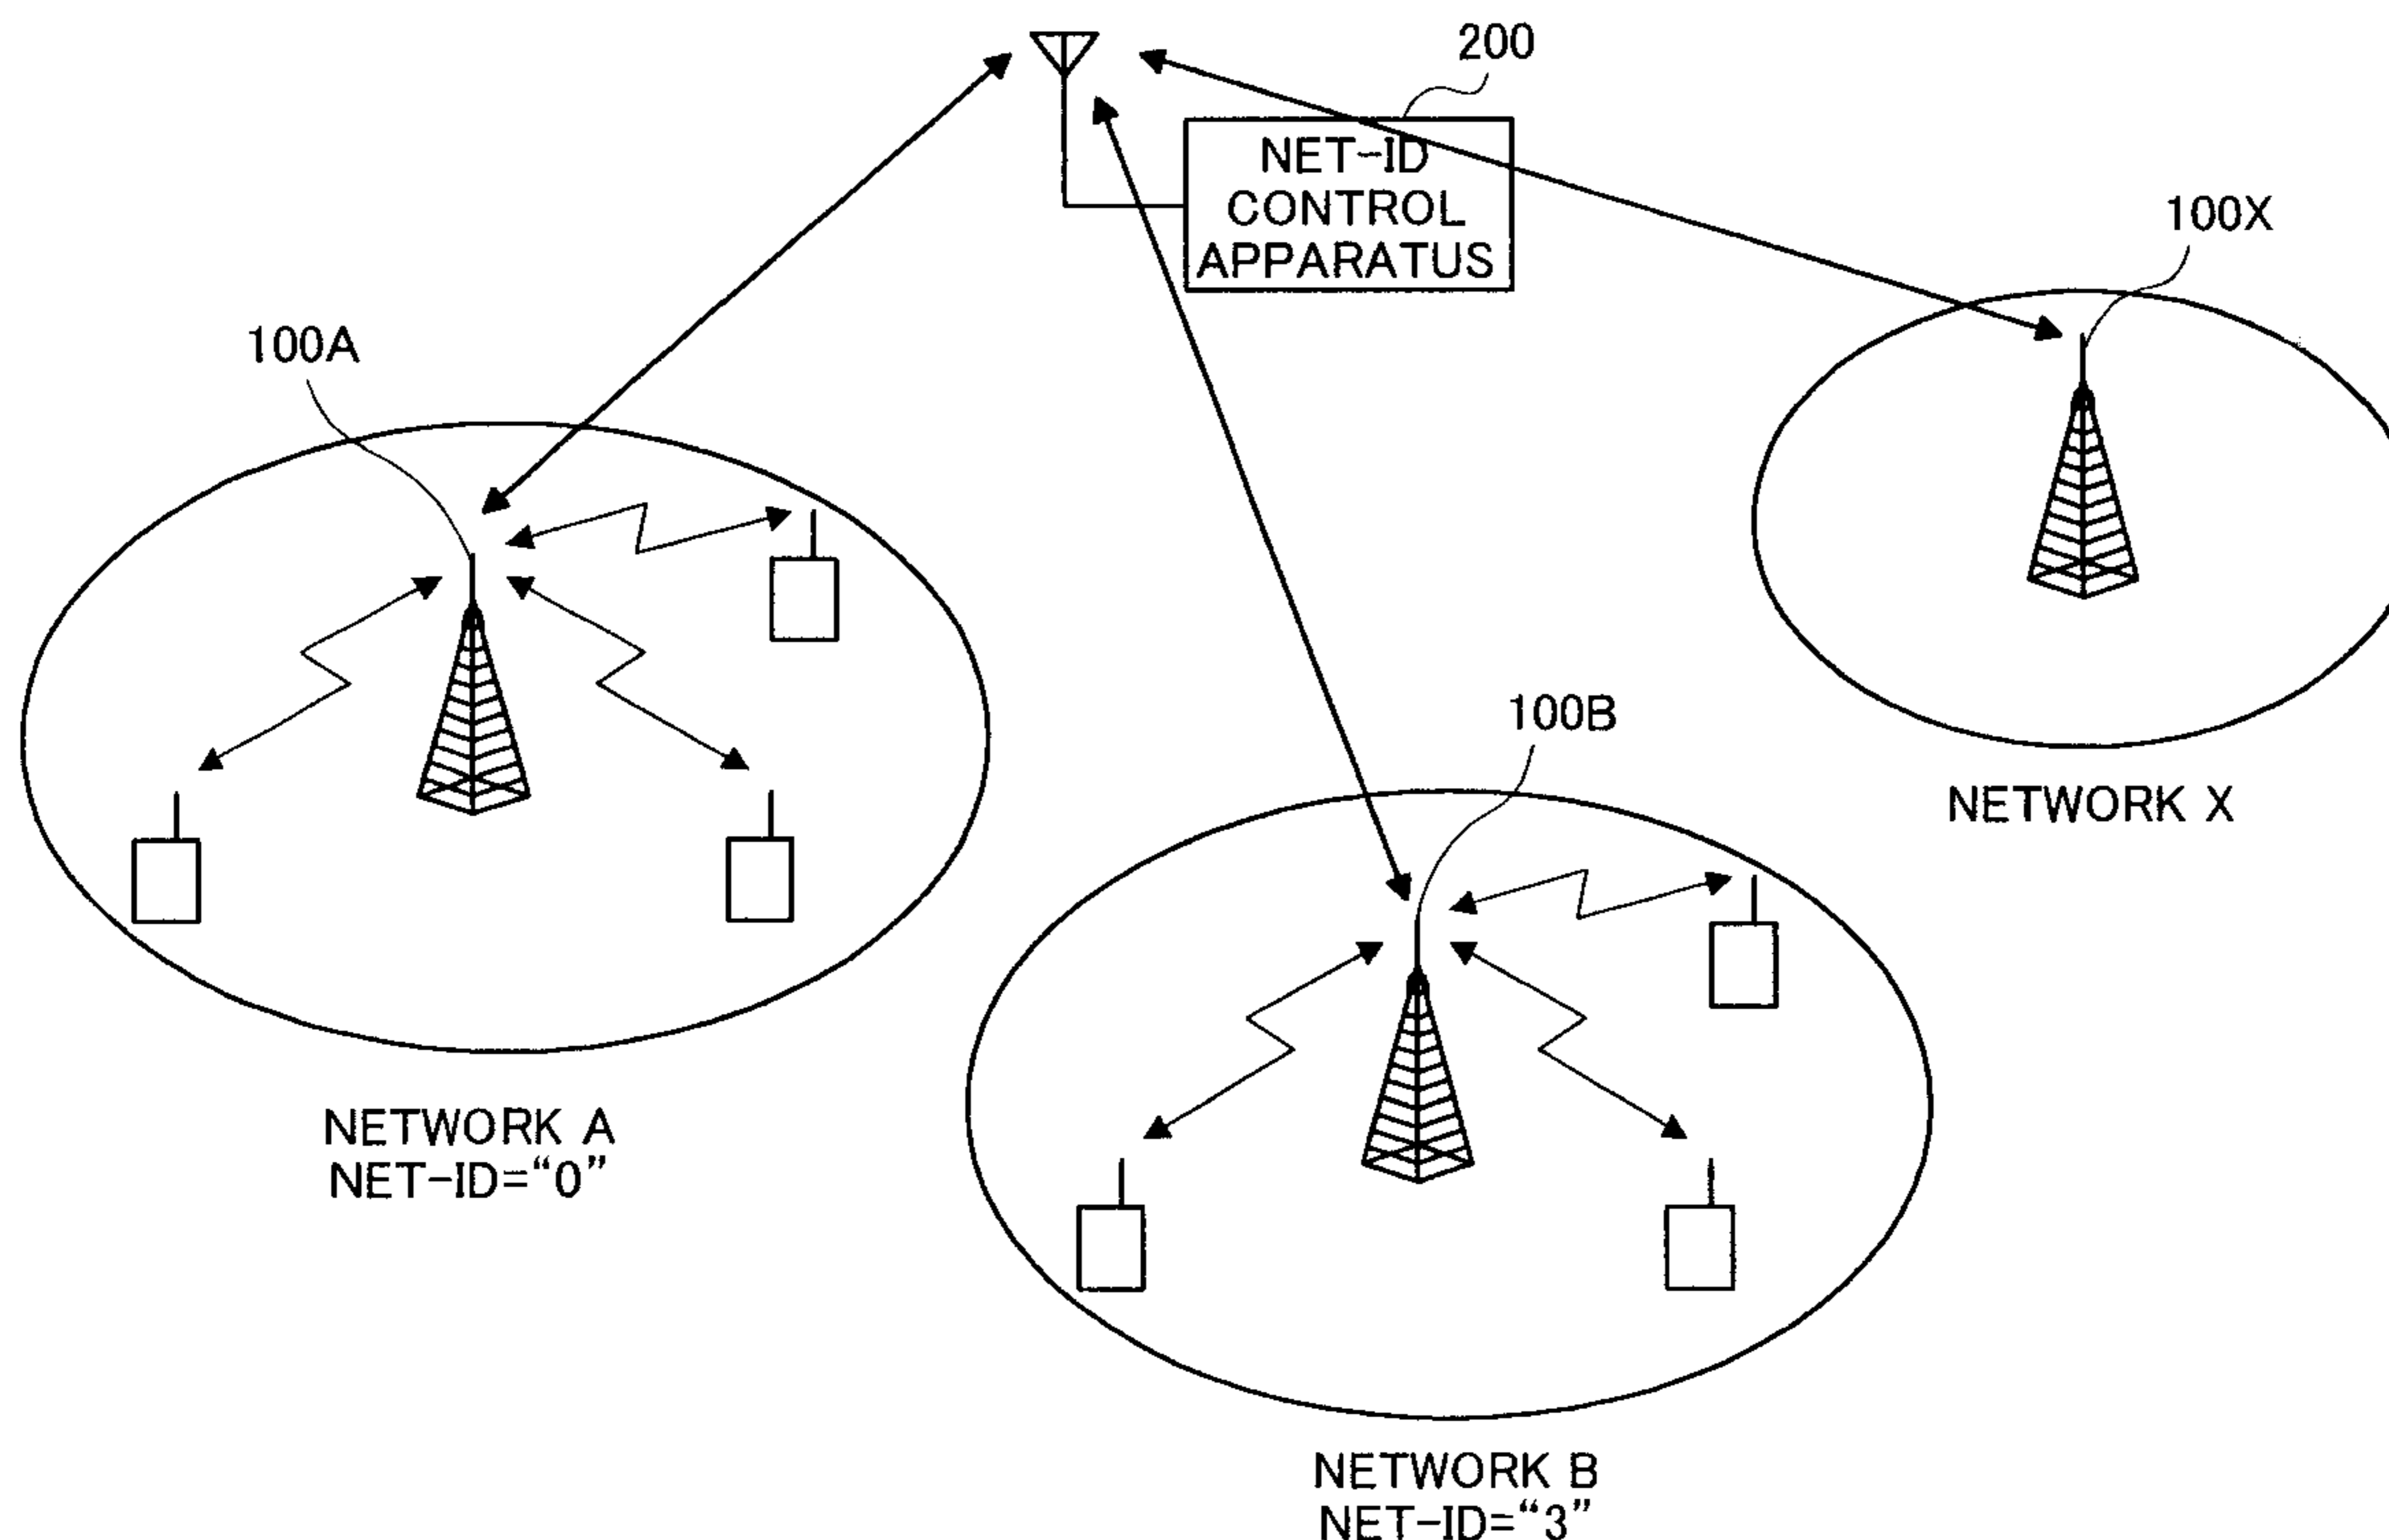 200
NET-ID
CONTROL
APPARATUS
100X
100A
100B
NETWORK X
NETWORK A
NET-ID=“0”
NETWORK B
NET-ID=“3”